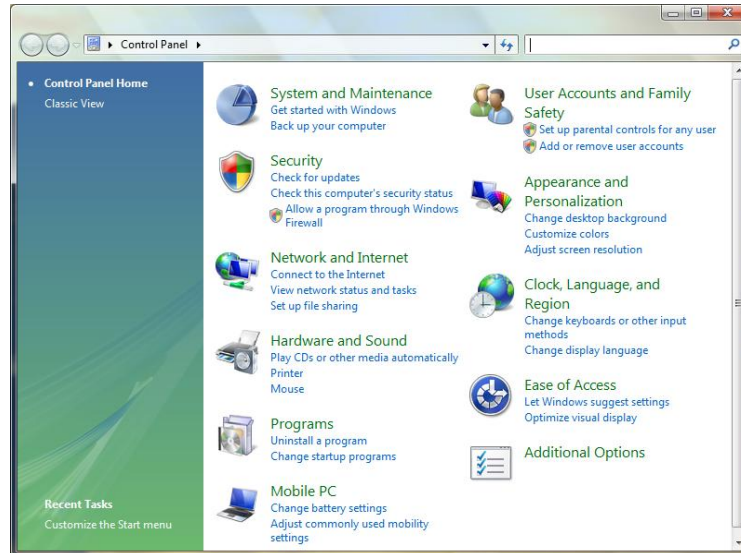 Control Panel
Control Panel Home
Classic View
Recent Tasks
Customize the Start menu
System and Maintenance
Get started with Windows
Back up your computer
Security
Check for updates
Check this computer's security status
Allow a program through Windows
Firewall
Network and Internet
Connect to the Internet
View network status and tasks
Set up file sharing
Hardware and Sound
Play CDs or other media automatically
Printer
Mouse
Programs
Uninstall a program
Change startup programs
Mobile PC
Change battery settings
Adjust commonly used mobility
settings
User Accounts and Family
Safety
Set up parental controls for any user
Add or remove user accounts
Appearance and
Personalization
Change desktop background
Customize colors
Adjust screen resolution
Clock, Language, and
Region
Change keyboards or other input
methods
Change display language
Ease of Access
Let Windows suggest settings
Optimize visual display
Additional Options